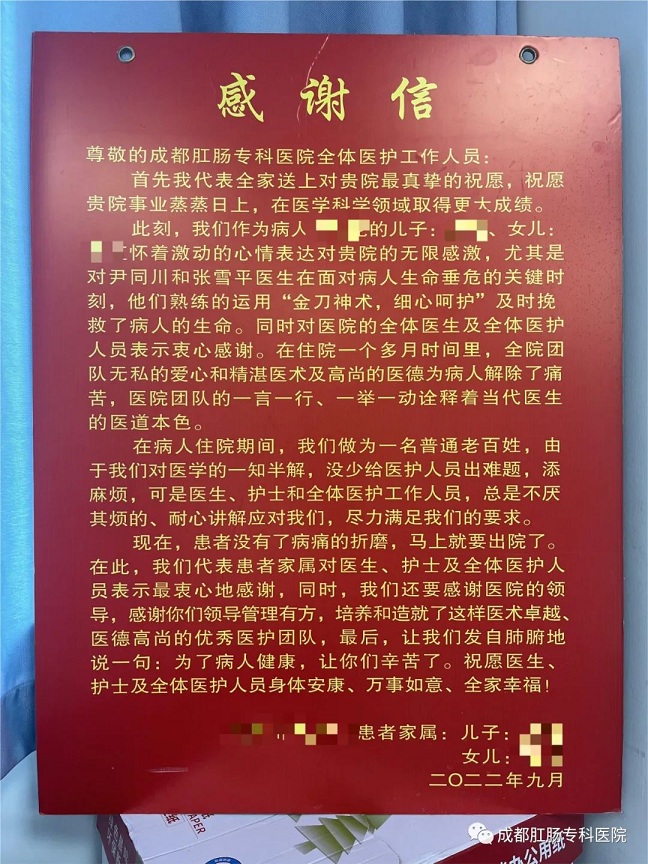 感谢信
尊敬的成都肛肠专科医院全体医护工作人员：
首先我代表全家送上对贵院最真挚的祝愿，祝愿
贵院事业蒸蒸日上，在医学科学领域取得更大成绩。
此刻，我们作为病人的儿子：、女儿：
怀着激动的心情表达对贵院的无限感激，尤其是
对尹同川和张雪平医生在面对病人生命垂危的关键时
刻，他们熟练的运用“金刀神术，细心呵护”及时挽
救了病人的生命。同时对医院的全体医生及全体医护
人员表示衷心感谢。在住院一个多月时间里，全院团
队无私的爱心和精湛医术及高尚的医德为病人解除了痛
苦，医院团队的一言一行、一举一动诠释着当代医生
的医道本色。
在病人住院期间，我们做为一名普通老百姓，由
于我们对医学的一知半解，没少给医护人员出难题，添
麻烦，可是医生、护士和全体医护工作人员，总是不厌
其烦的、耐心讲解应对我们，尽力满足我们的要求。
现在，患者没有了病痛的折磨，马上就要出院了。
在此，我们代表患者家属对医生、护士及全体医护人
员表示最衷心地感谢，同时，我们还要感谢医院的领
导，感谢你们领导管理有方，培养和造就了这样医术卓越、
医德高尚的优秀医护团队，最后，让我们发自肺腑地
说一句：为了病人健康，让你们辛苦了。祝愿医生、
护士及全体医护人员身体安康、万事如意、全家幸福！
患者家属：儿子：
女儿：
二〇二二年九月
PAPER
办公用纸
成都肛肠专科医院